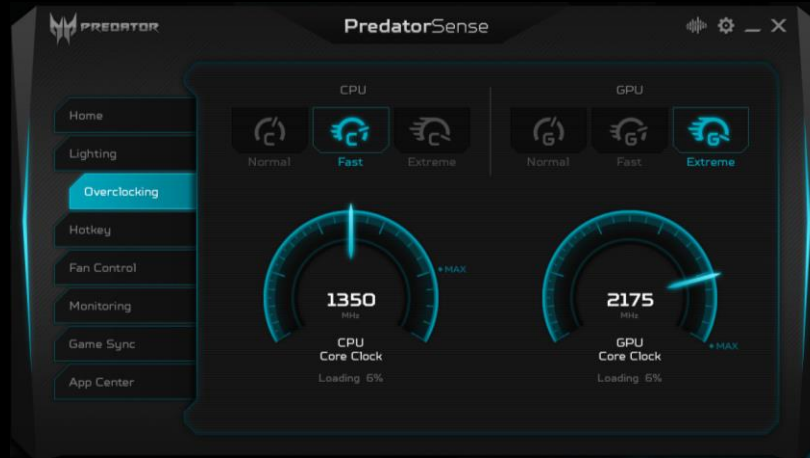 PREDATOR
PredatorSense
Home
Lighting
Overclocking
Hotkey
Fan Control
Monitoring
Game Sync
App Center
CPU
C
Normal
C
Fast
C
Extreme
GPU
G
Normal
G
Fast
G
Extreme
MAX
1350
MHz
CPU
Core Clock
Loading 6%
2175
MHz
GPU
Core Clock
Loading 6%
MAX